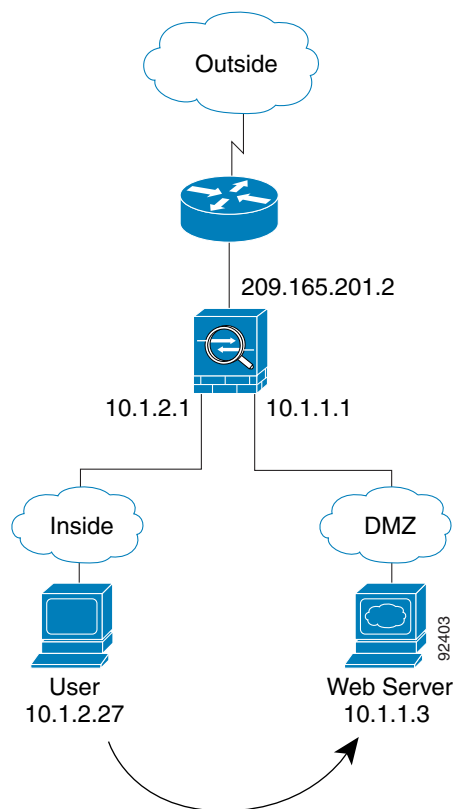 Outside
209.165.201.2
10.1.2.1
10.1.1.1
Inside
DMZ
92403
User
10.1.2.27
Web Server
10.1.1.3